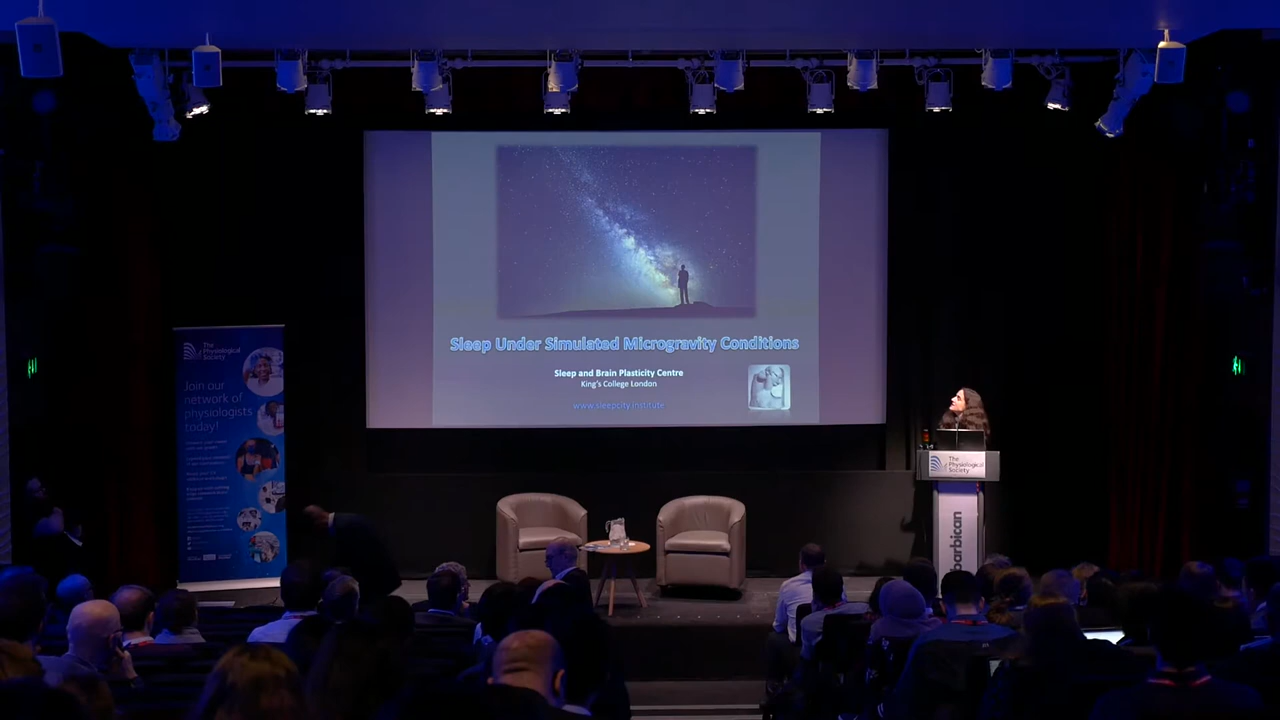 Sleep Under Simulated Microgravity Conditions
Sleep and Brain Plasticity Centre
King's College London
www.sleepcity.institute
The
Physiological
Society
Join our
network of
physiologists
today!
The
Physiological
Society
barbican